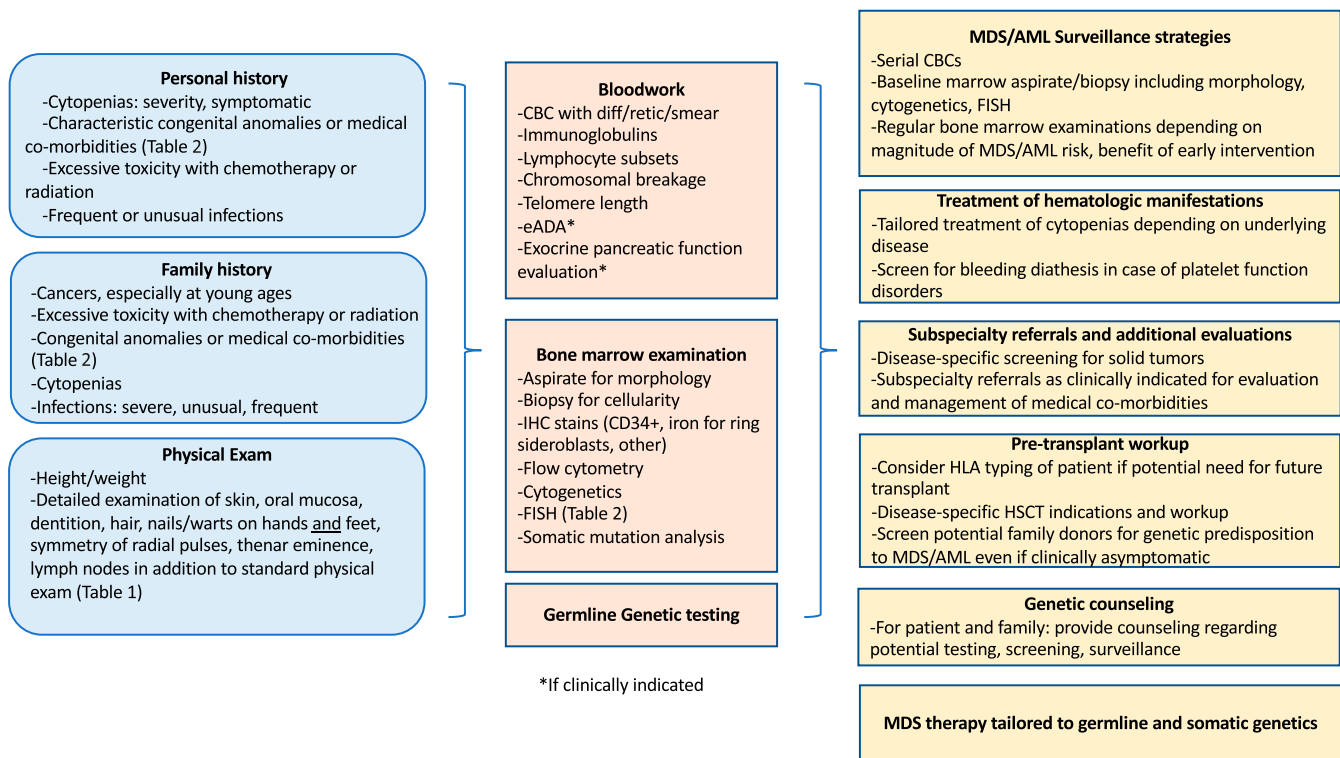 Personal history
-Cytopenias: severity, symptomatic
-Characteristic congenital anomalies or medical
co-morbidities (Table 2)
-Excessive toxicity with chemotherapy or
radiation
-Frequent or unusual infections
Family history
-Cancers, especially at young ages
-Excessive toxicity with chemotherapy or radiation
-Congenital anomalies or medical co-morbidities
(Table 2)
-Cytopenias
-Infections: severe, unusual, frequent
Physical Exam
-Height/weight
-Detailed examination of skin, oral mucosa,
dentition, hair, nails/warts on hands and feet,
symmetry of radial pulses, thenar eminence,
lymph nodes in addition to standard physical
exam (Table 1)
Bloodwork
-CBC with diff/retic/smear
-Immunoglobulins
-Lymphocyte subsets
-Chromosomal breakage
-Telomere length
-eADA*
-Exocrine pancreatic function
evaluation*
Bone marrow examination
-Aspirate for morphology
-Biopsy for cellularity
-IHC stains (CD34+, iron for ring
sideroblasts, other)
-Flow cytometry
-Cytogenetics
-FISH (Table 2)
-Somatic mutation analysis
Germline Genetic testing
*If clinically indicated
MDS/AML Surveillance strategies
-Serial CBCs
-Baseline marrow aspirate/biopsy including morphology,
cytogenetics, FISH
-Regular bone marrow examinations depending on
magnitude of MDS/AML risk, benefit of early intervention
Treatment of hematologic manifestations
-Tailored treatment of cytopenias depending on underlying
disease
-Screen for bleeding diathesis in case of platelet function
disorders
Subspecialty referrals and additional evaluations
-Disease-specific screening for solid tumors
-Subspecialty referrals as clinically indicated for evaluation
and management of medical co-morbidities
Pre-transplant workup
-Consider HLA typing of patient if potential need for future
transplant
-Disease-specific HSCT indications and workup
-Screen potential family donors for genetic predisposition
to MDS/AML even if clinically asymptomatic
Genetic counseling
-For patient and family: provide counseling regarding
potential testing, screening, surveillance
MDS therapy tailored to germline and somatic genetics